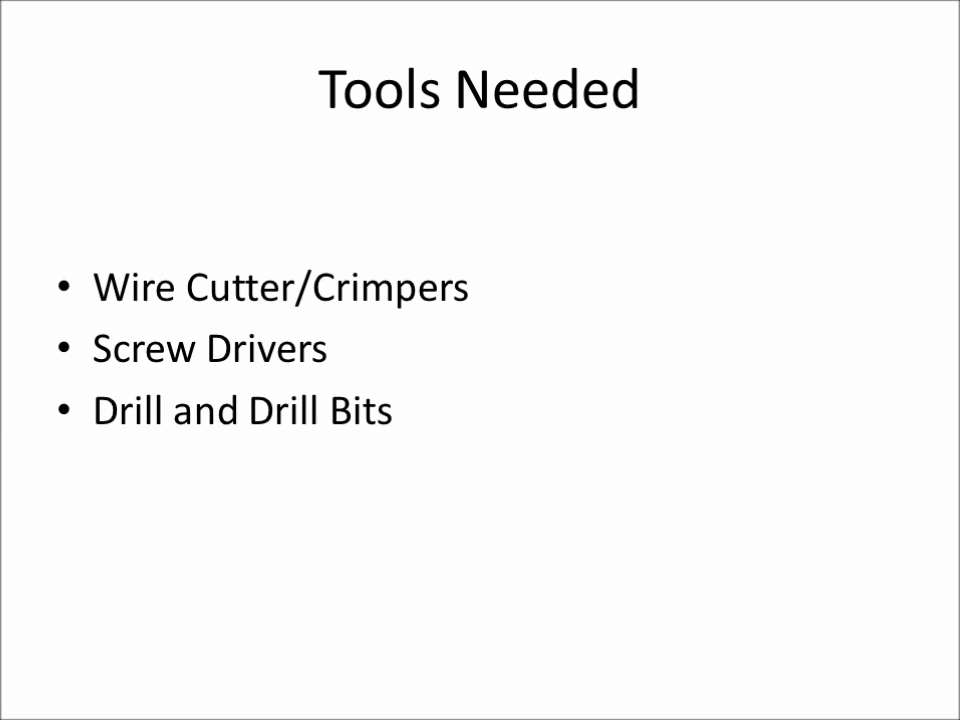 Tools Needed
• Wire Cutter/Crimpers
• Screw Drivers
• Drill and Drill Bits